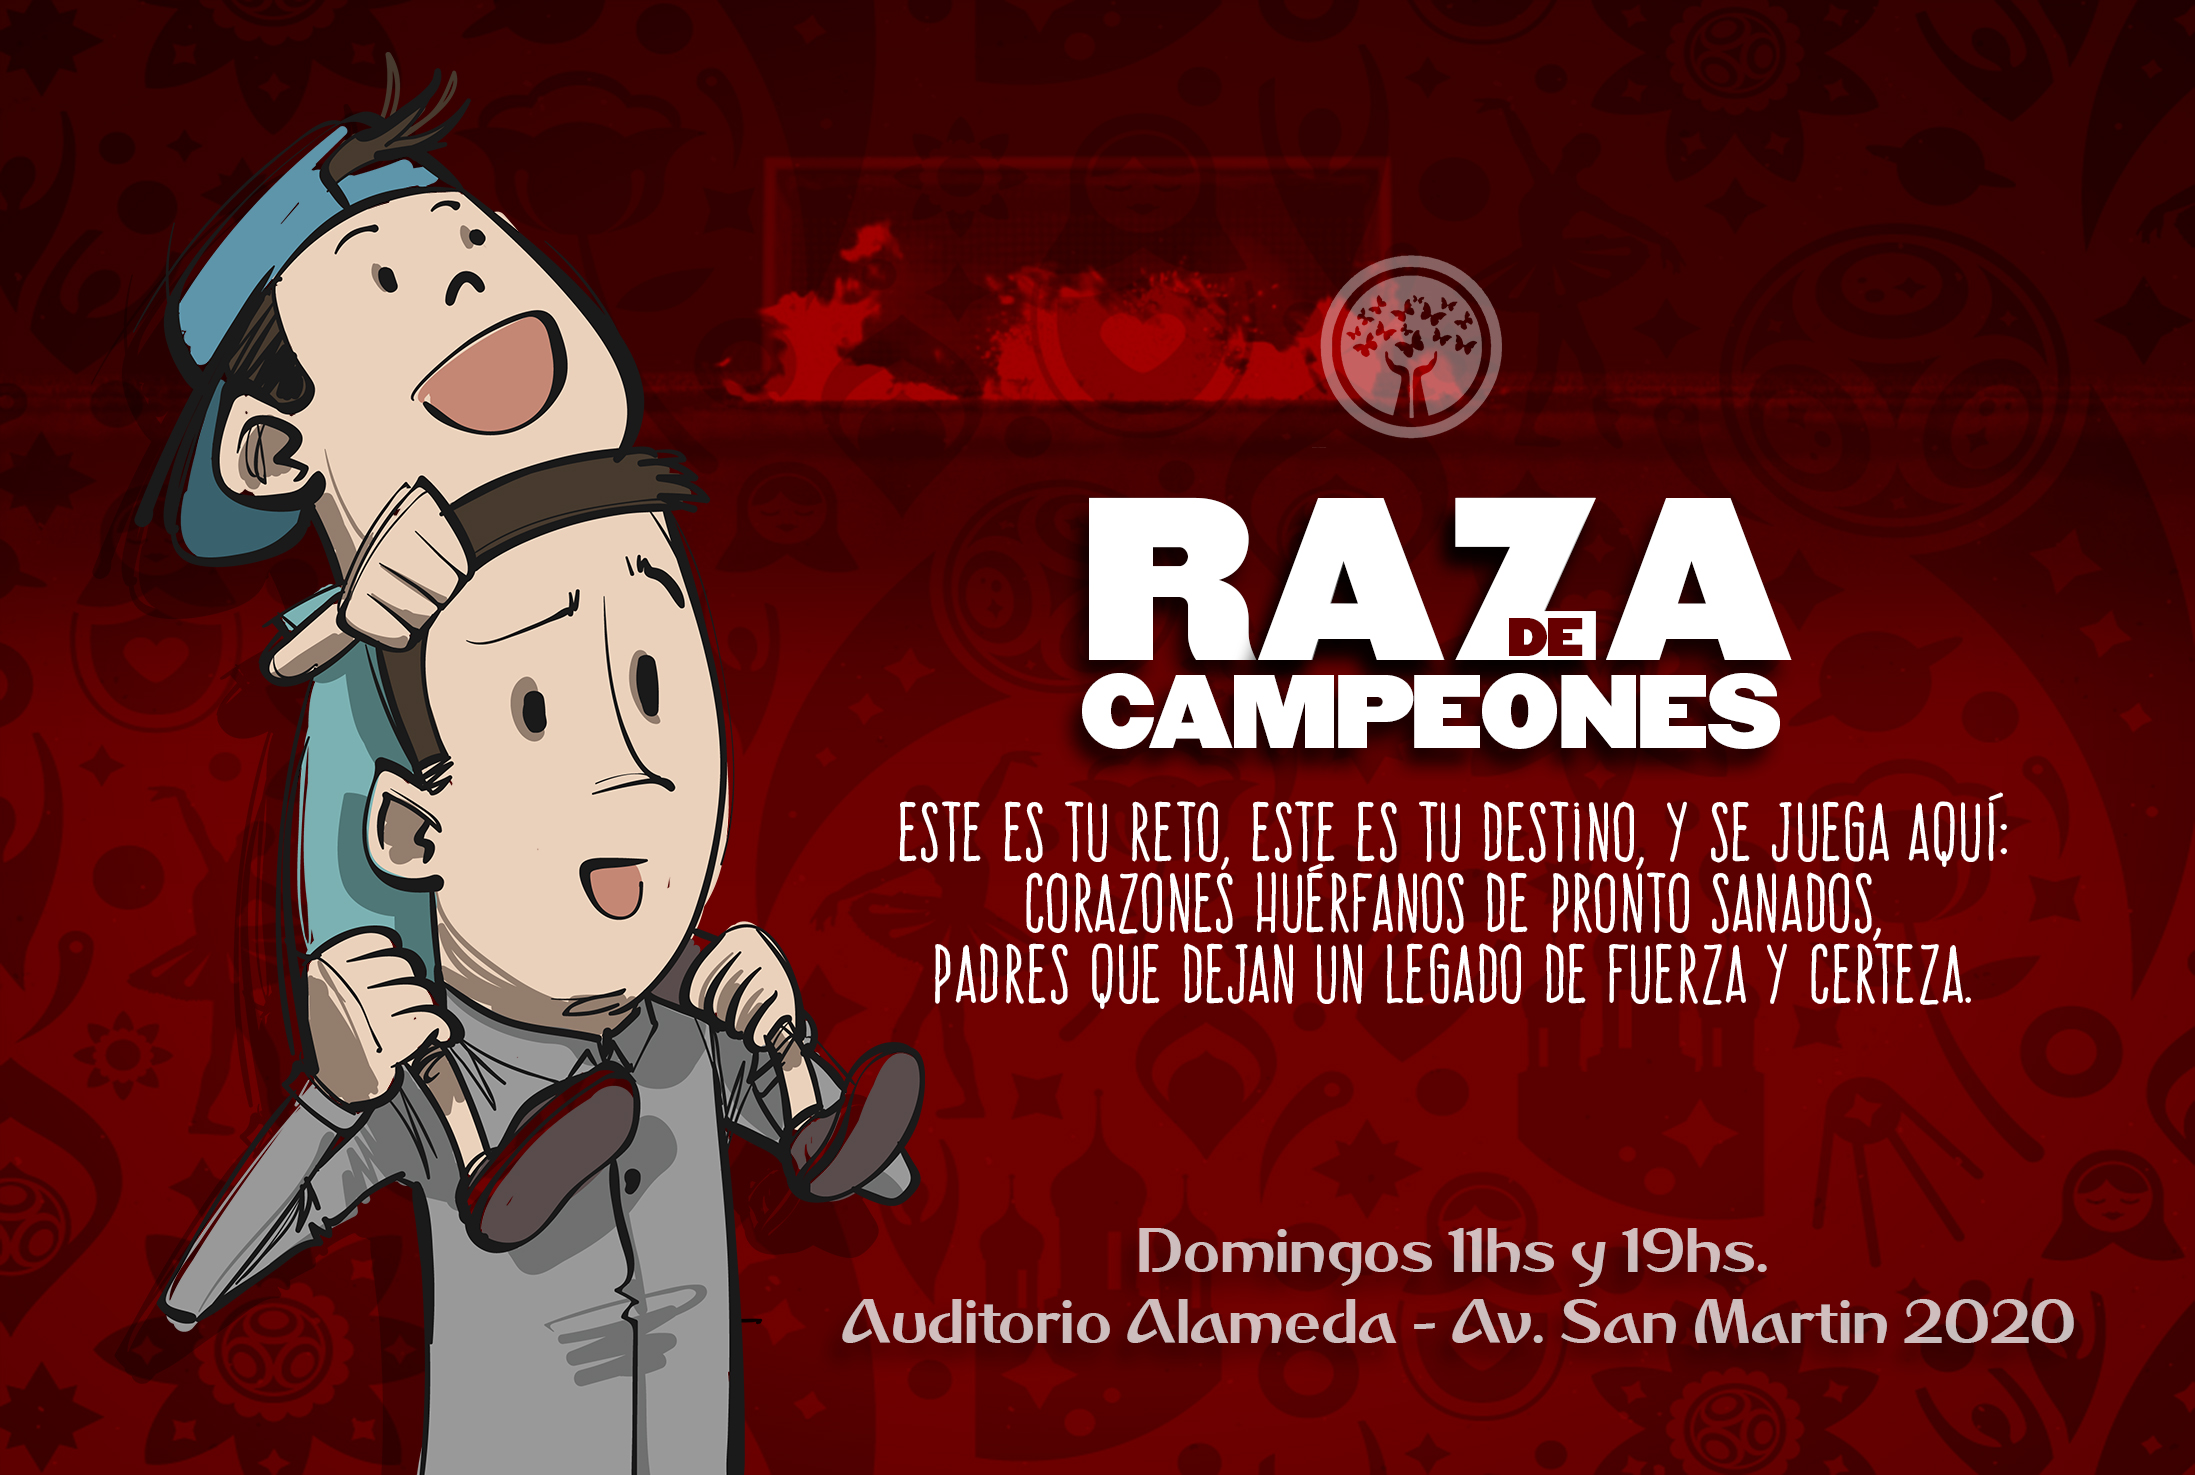 RAZA
DE
CAMPEONES
ESTE ES TU RETO, ESTE ES TU DESTINO, Y SE JUEGA AQUÍ:
CORAZONES HUÉRFANOS DE PRONTO SANADOS,
PADRES QUE DEJAN UN LEGADO DE FUERZA Y CERTEZA.
Domingos 11hs y 19hs.
Auditorio Alameda - Av. San Martin 2020